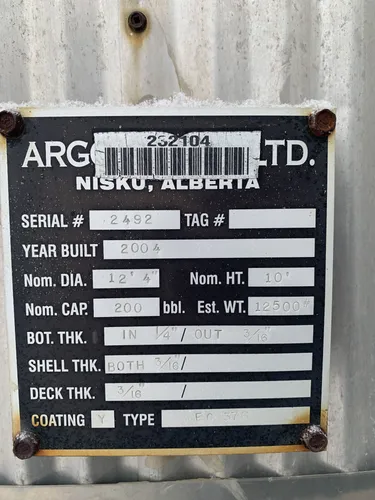 232104
ARGO LTD.
NISKU, ALBERTA
SERIAL # 2492 TAG #
YEAR BUILT 2004
Nom. DIA. 12' 4" Nom. HT. 10'
Nom. CAP. 200 bbl. Est. WT. 12500#
BOT. THK. IN 1/4" / OUT 3/16"
SHELL THK. BOTH 3/16" /
DECK THK. 3/16" /
COATING Y TYPE